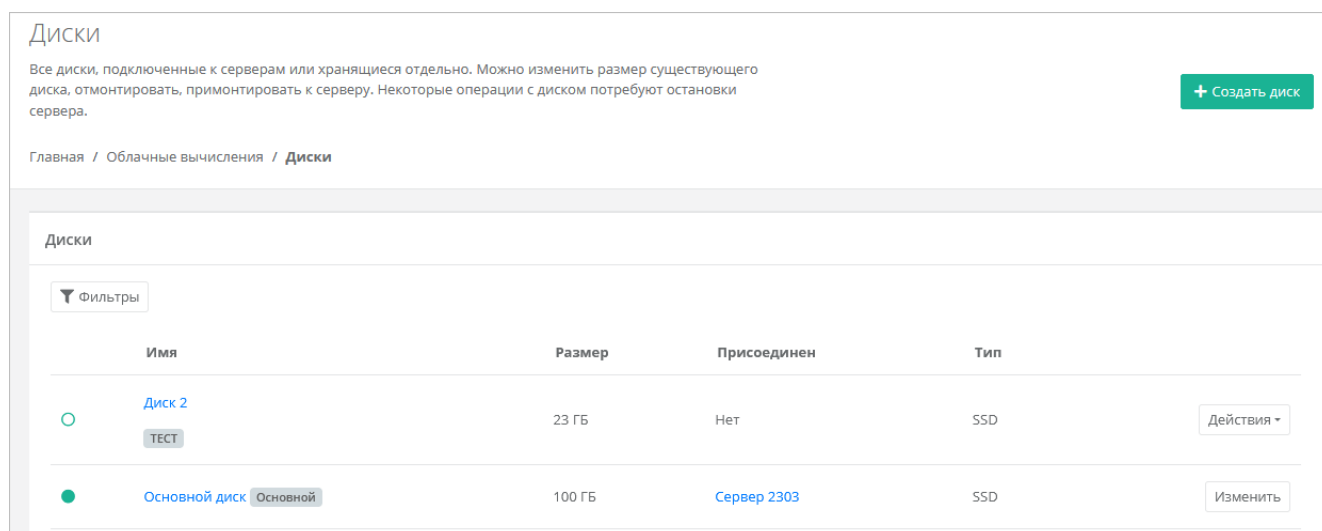 Диски
Все диски, подключенные к серверам или хранящиеся отдельно. Можно изменить размер существующего
диска, отмонтировать, примонтировать к серверу. Некоторые операции с диском потребуют остановки
сервера.
+ Создать диск
Главная / Облачные вычисления / Диски
Диски
Фильтры
Имя Размер Присоединен Тип
Диск 2 23 ГБ Нет SSD Действия
ТЕСТ
Основной диск Основной 100 ГБ Сервер 2303 SSD Изменить